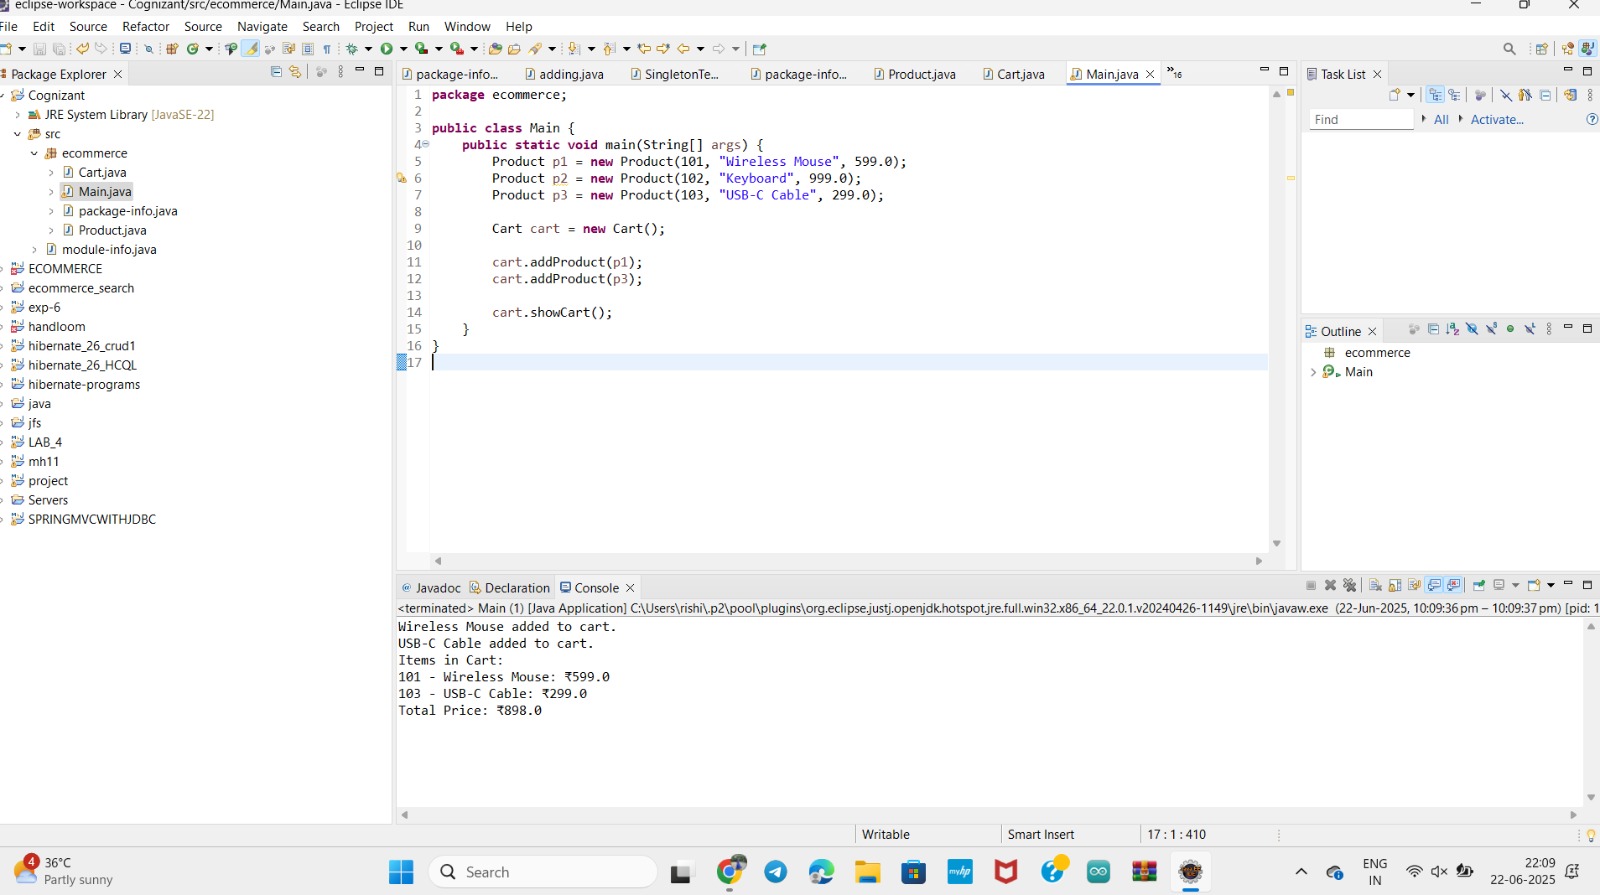 eclipse-workspace - Cognizant/src/ecommerce/Main.java - Eclipse IDE
File Edit Source Refactor Source Navigate Search Project Run Window Help
Package Explorer
Cognizant
JRE System Library [JavaSE-22]
src
ecommerce
Cart.java
Main.java
package-info.java
Product.java
module-info.java
ECOMMERCE
ecommerce_search
exp-6
handloom
hibernate_26_crud1
hibernate_26_HCQL
hibernate-programs
java
jfs
LAB_4
mh11
project
Servers
SPRINGMVCWITHJDBC
package-info... adding.java SingletonTe... package-info... Product.java Cart.java Main.java »16
1 package ecommerce;
2
3 public class Main {
4 public static void main(String[] args) {
5 Product p1 = new Product(101, "Wireless Mouse", 599.0);
6 Product p2 = new Product(102, "Keyboard", 999.0);
7 Product p3 = new Product(103, "USB-C Cable", 299.0);
8
9 Cart cart = new Cart();
10
11 cart.addProduct(p1);
12 cart.addProduct(p3);
13
14 cart.showCart();
15 }
16 }
17
Task List
Find All Activate...
Outline
ecommerce
Main
@ Javadoc Declaration Console
<terminated> Main (1) [Java Application] C:\Users\rishi\.p2\pool\plugins\org.eclipse.justj.openjdk.hotspot.jre.full.win32.x86_64_22.0.1.v20240426-1149\jre\bin\javaw.exe (22-Jun-2025, 10:09:36 pm – 10:09:37 pm) [pid: 1
Wireless Mouse added to cart.
USB-C Cable added to cart.
Items in Cart:
101 - Wireless Mouse: ₹599.0
103 - USB-C Cable: ₹299.0
Total Price: ₹898.0
Writable Smart Insert 17 : 1 : 410
4
36°C
Partly sunny
Search
myhp
ENG
IN
22:09
22-06-2025